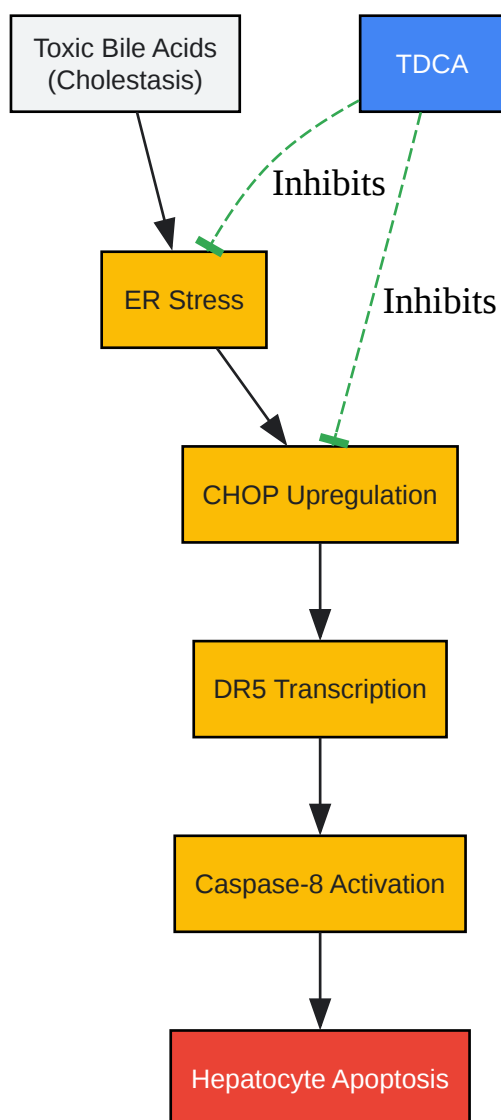 Toxic Bile Acids
(Cholestasis)
TDCA
Inhibits
Inhibits
ER Stress
CHOP Upregulation
DR5 Transcription
Caspase-8 Activation
Hepatocyte Apoptosis